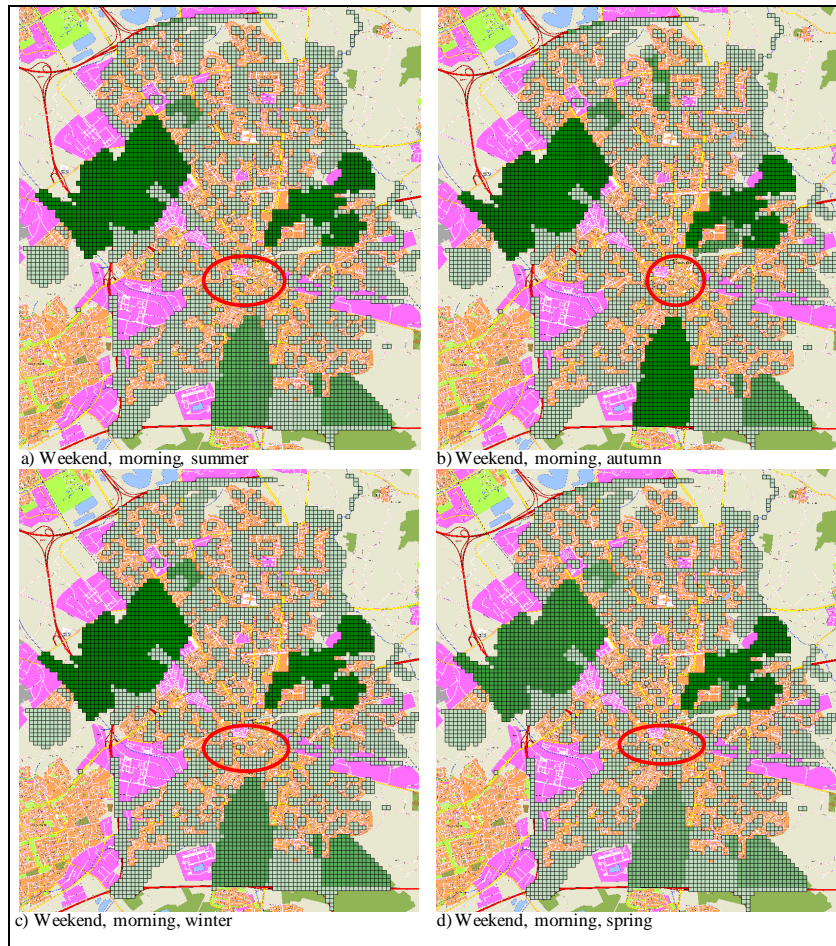 a) Weekend, morning, summer
b) Weekend, morning, autumn
c) Weekend, morning, winter
d) Weekend, morning, spring